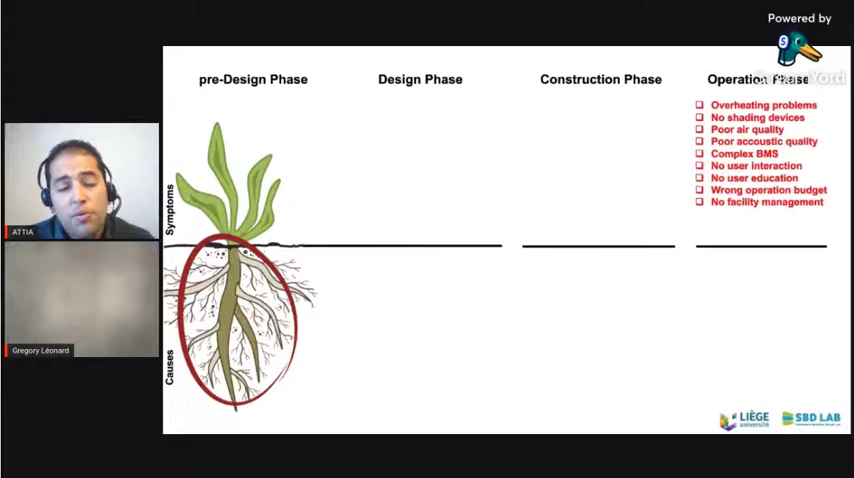 Powered by
pre-Design Phase
Design Phase
Construction Phase
Operation Phase
Overheating problems
No shading devices
Poor air quality
Poor accoustic quality
Complex BMS
No user interaction
No user education
Wrong operation budget
No facility management
Symptoms
Causes
ATTIA
Gregory Léonard
LIÈGE
université
SBD LAB